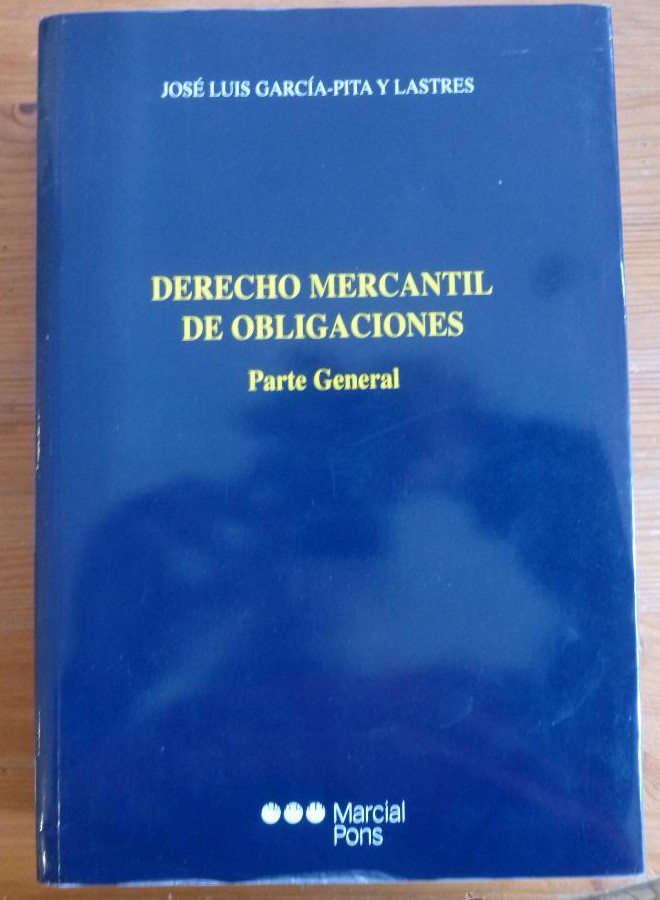 JOSÉ LUIS GARCÍA-PITA Y LASTRES
DERECHO MERCANTIL
DE OBLIGACIONES
Parte General
Marcial
Pons